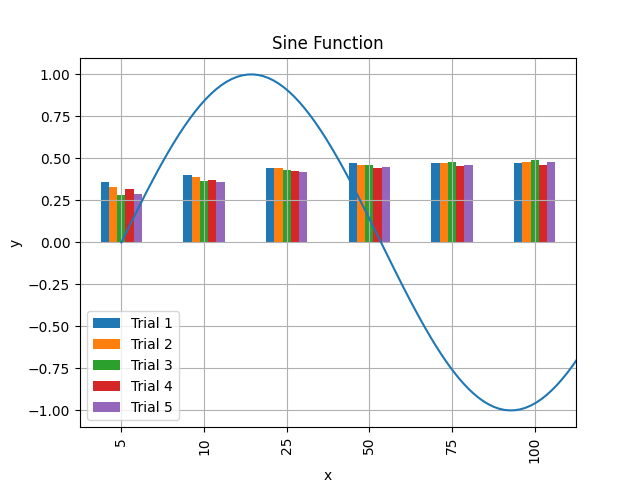 Sine Function
1.00
0.75
0.50
0.25
0.00
−0.25
−0.50
−0.75
−1.00
y
Trial 1
Trial 2
Trial 3
Trial 4
Trial 5
5
10
25
50
75
100
x